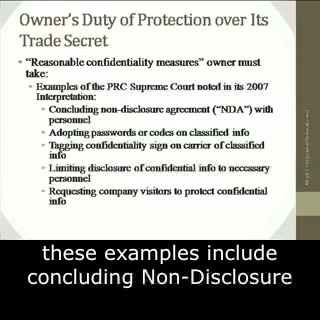 Owner's Duty of Protection over Its
Trade Secret
"Reasonable confidentiality measures" owner must
take:
Examples of the PRC Supreme Court noted in its 2007
Interpretation:
Concluding non-disclosure agreement ("NDA") with
personnel
Adopting passwords or codes on classified info
Tagging confidentiality sign on carrier of classified
info
Limiting disclosure of confidential info to necessary
personnel
Requesting company visitors to protect confidential
info
these examples include
concluding Non-Disclosure